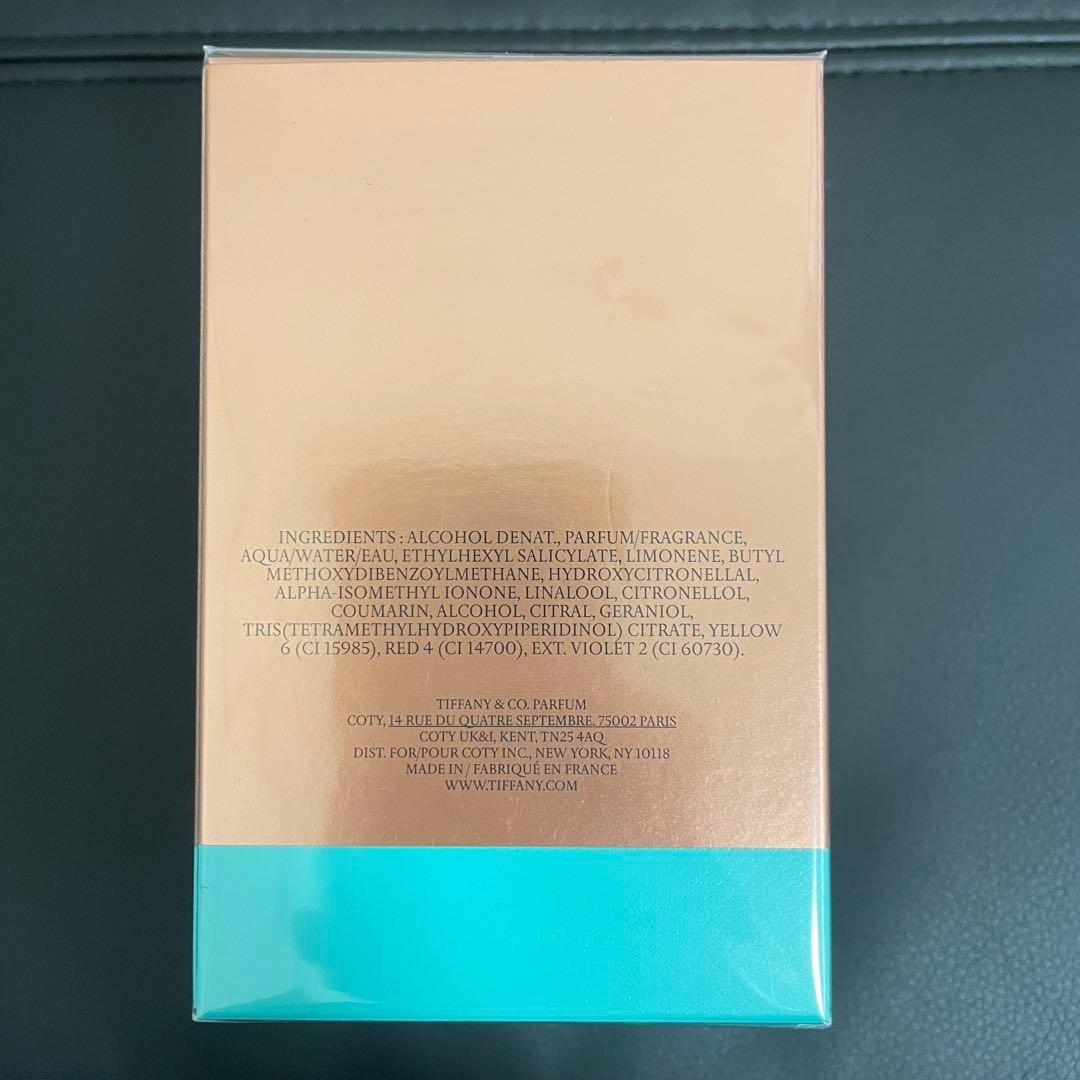 INGREDIENTS : ALCOHOL DENAT., PARFUM/FRAGRANCE,
AQUA/WATER/EAU, ETHYLHEXYL SALICYLATE, LIMONENE, BUTYL
METHOXYDIBENZOYLMETHANE, HYDROXYCITRONELLAL,
ALPHA-ISOMETHYL IONONE, LINALOOL, CITRONELLOL,
COUMARIN, ALCOHOL, CITRAL, GERANIOL,
TRIS(TETRAMETHYLHYDROXYPIPERIDINOL) CITRATE, YELLOW
6 (CI 15985), RED 4 (CI 14700), EXT. VIOLET 2 (CI 60730).
TIFFANY & CO. PARFUM
COTY, 14 RUE DU QUATRE SEPTEMBRE, 75002 PARIS
COTY UK&I, KENT, TN25 4AQ
DIST. FOR/POUR COTY INC., NEW YORK, NY 10118
MADE IN / FABRIQUÉ EN FRANCE
WWW.TIFFANY.COM